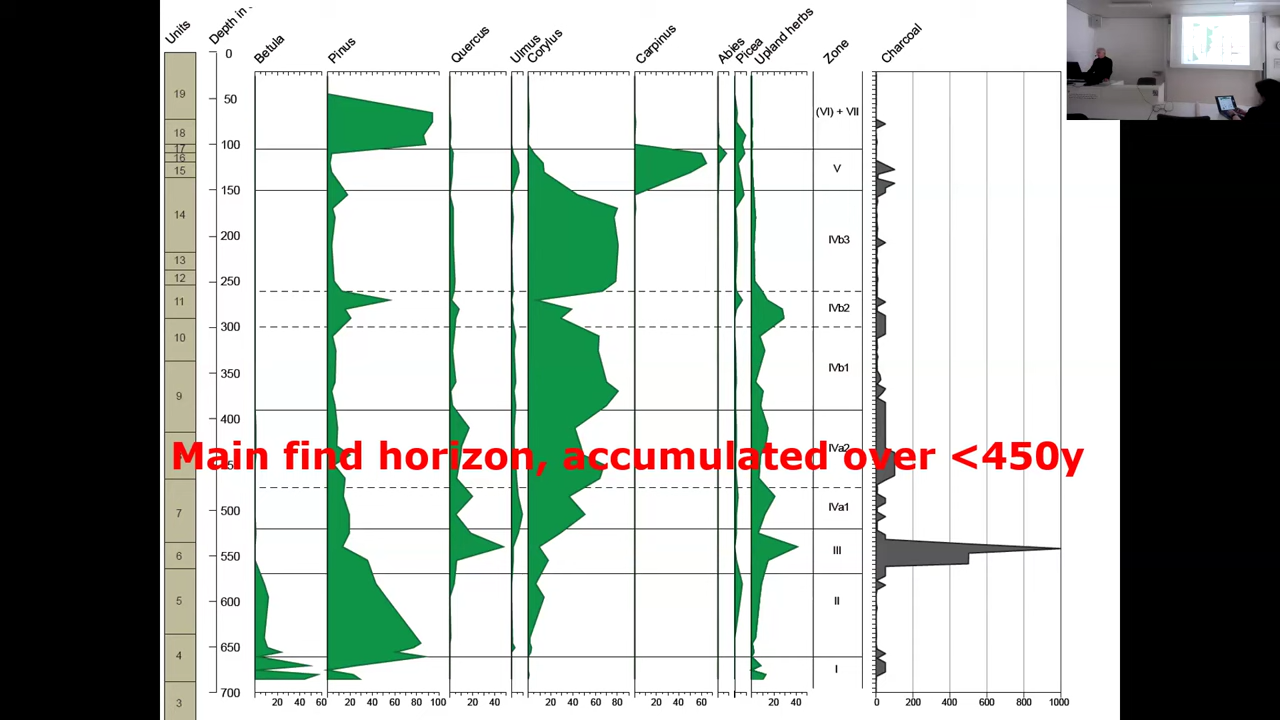 Units
Depth in
Betula
Pinus
Quercus
Ulmus
Corylus
Carpinus
Abies
Picea
Upland herbs
Zone
Charcoal
0
50
100
150
200
250
300
350
400
500
550
600
650
700
19
18
17
16
15
14
13
12
11
10
9
7
6
5
4
3
(VI) + VII
V
IVb3
IVb2
IVb1
IVa2
IVa1
III
II
I
Main find horizon, accumulated over <450y
20 40 60
20 40 60 80 100
20 40
20 40 60 80
20 40 60
20 40
0 200 400 600 800 1000